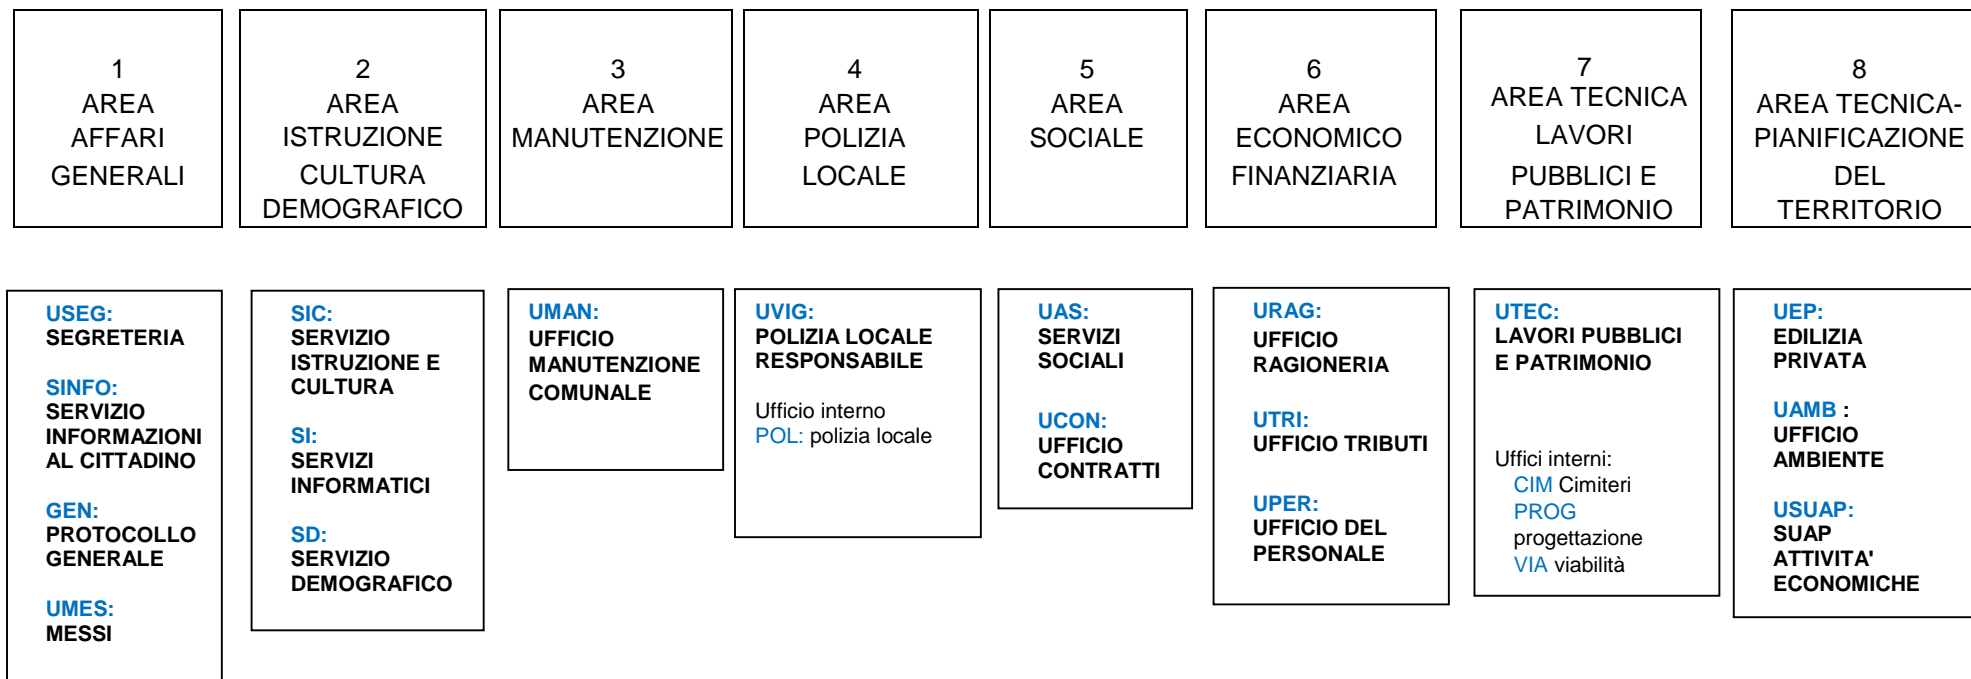 1
AREA
AFFARI
GENERALI
2
AREA
ISTRUZIONE
CULTURA
DEMOGRAFICO
3
AREA
MANUTENZIONE
4
AREA
POLIZIA
LOCALE
5
AREA
SOCIALE
6
AREA
ECONOMICO
FINANZIARIA
7
AREA TECNICA
LAVORI
PUBBLICI E
PATRIMONIO
8
AREA TECNICA-
PIANIFICAZIONE
DEL
TERRITORIO
USEG:
SEGRETERIA
SINFO:
SERVIZIO
INFORMAZIONI
AL CITTADINO
GEN:
PROTOCOLLO
GENERALE
UMES:
MESSI
SIC:
SERVIZIO
ISTRUZIONE E
CULTURA
SI:
SERVIZI
INFORMATICI
SD:
SERVIZIO
DEMOGRAFICO
UMAN:
UFFICIO
MANUTENZIONE
COMUNALE
UVIG:
POLIZIA LOCALE
RESPONSABILE
Ufficio interno
POL: polizia locale
UAS:
SERVIZI
SOCIALI
UCON:
UFFICIO
CONTRATTI
URAG:
UFFICIO
RAGIONERIA
UTRI:
UFFICIO TRIBUTI
UPER:
UFFICIO DEL
PERSONALE
UTEC:
LAVORI PUBBLICI
E PATRIMONIO
Uffici interni:
CIM Cimiteri
PROG
progettazione
VIA viabilità
UEP:
EDILIZIA
PRIVATA
UAMB :
UFFICIO
AMBIENTE
USUAP:
SUAP
ATTIVITA'
ECONOMICHE